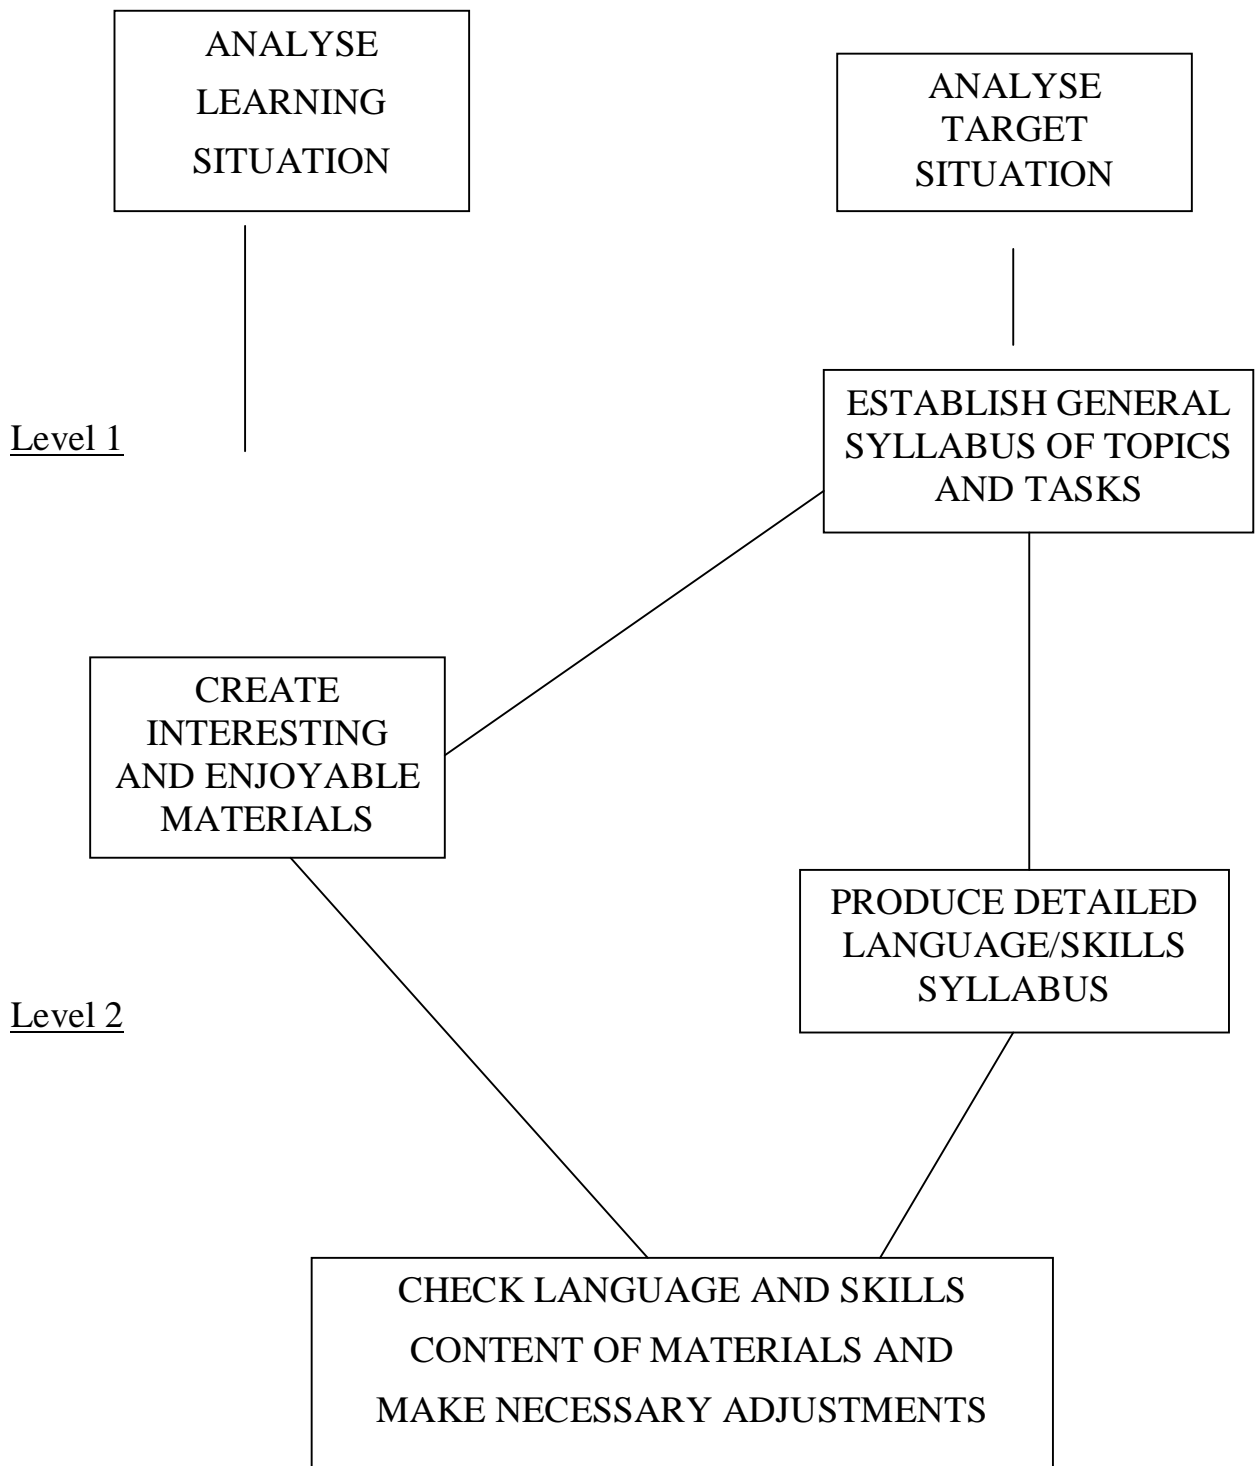 ANALYSE
LEARNING
SITUATION
ANALYSE
TARGET
SITUATION
Level 1
ESTABLISH GENERAL
SYLLABUS OF TOPICS
AND TASKS
CREATE
INTERESTING
AND ENJOYABLE
MATERIALS
PRODUCE DETAILED
LANGUAGE/SKILLS
SYLLABUS
Level 2
CHECK LANGUAGE AND SKILLS
CONTENT OF MATERIALS AND
MAKE NECESSARY ADJUSTMENTS